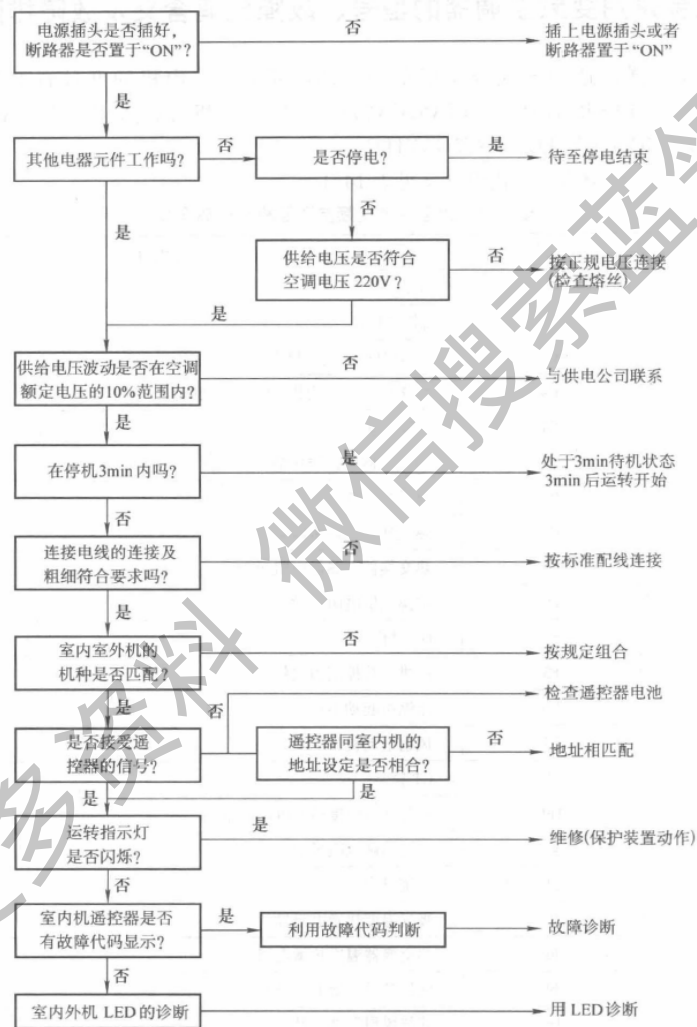 电源插头是否插好，
断路器是否置于“ON”？
否
插上电源插头或者
断路器置于“ON”
是
其他电器元件工作吗？
否
是否停电？
是
待至停电结束
否
是
供给电压是否符合
空调电压 220V？
否
按正规电压连接
(检查熔丝)
是
供给电压波动是否在空调
额定电压的10%范围内？
否
与供电公司联系
是
在停机3min内吗？
是
处于3min待机状态
3min后运转开始
否
连接电线的连接及
粗细符合要求吗？
否
按标准配线连接
是
室内室外机的
机种是否匹配？
否
按规定组合
检查遥控器电池
是
否
是否接受遥
控器的信号？
遥控器同室内机的
地址设定是否相合？
否
地址相匹配
是
是
运转指示灯
是否闪烁？
是
维修(保护装置动作)
否
室内机遥控器是否
有故障代码显示？
是
利用故障代码判断
故障诊断
否
室内外机 LED的诊断
用LED诊断
更多资料 微信搜索蓝领